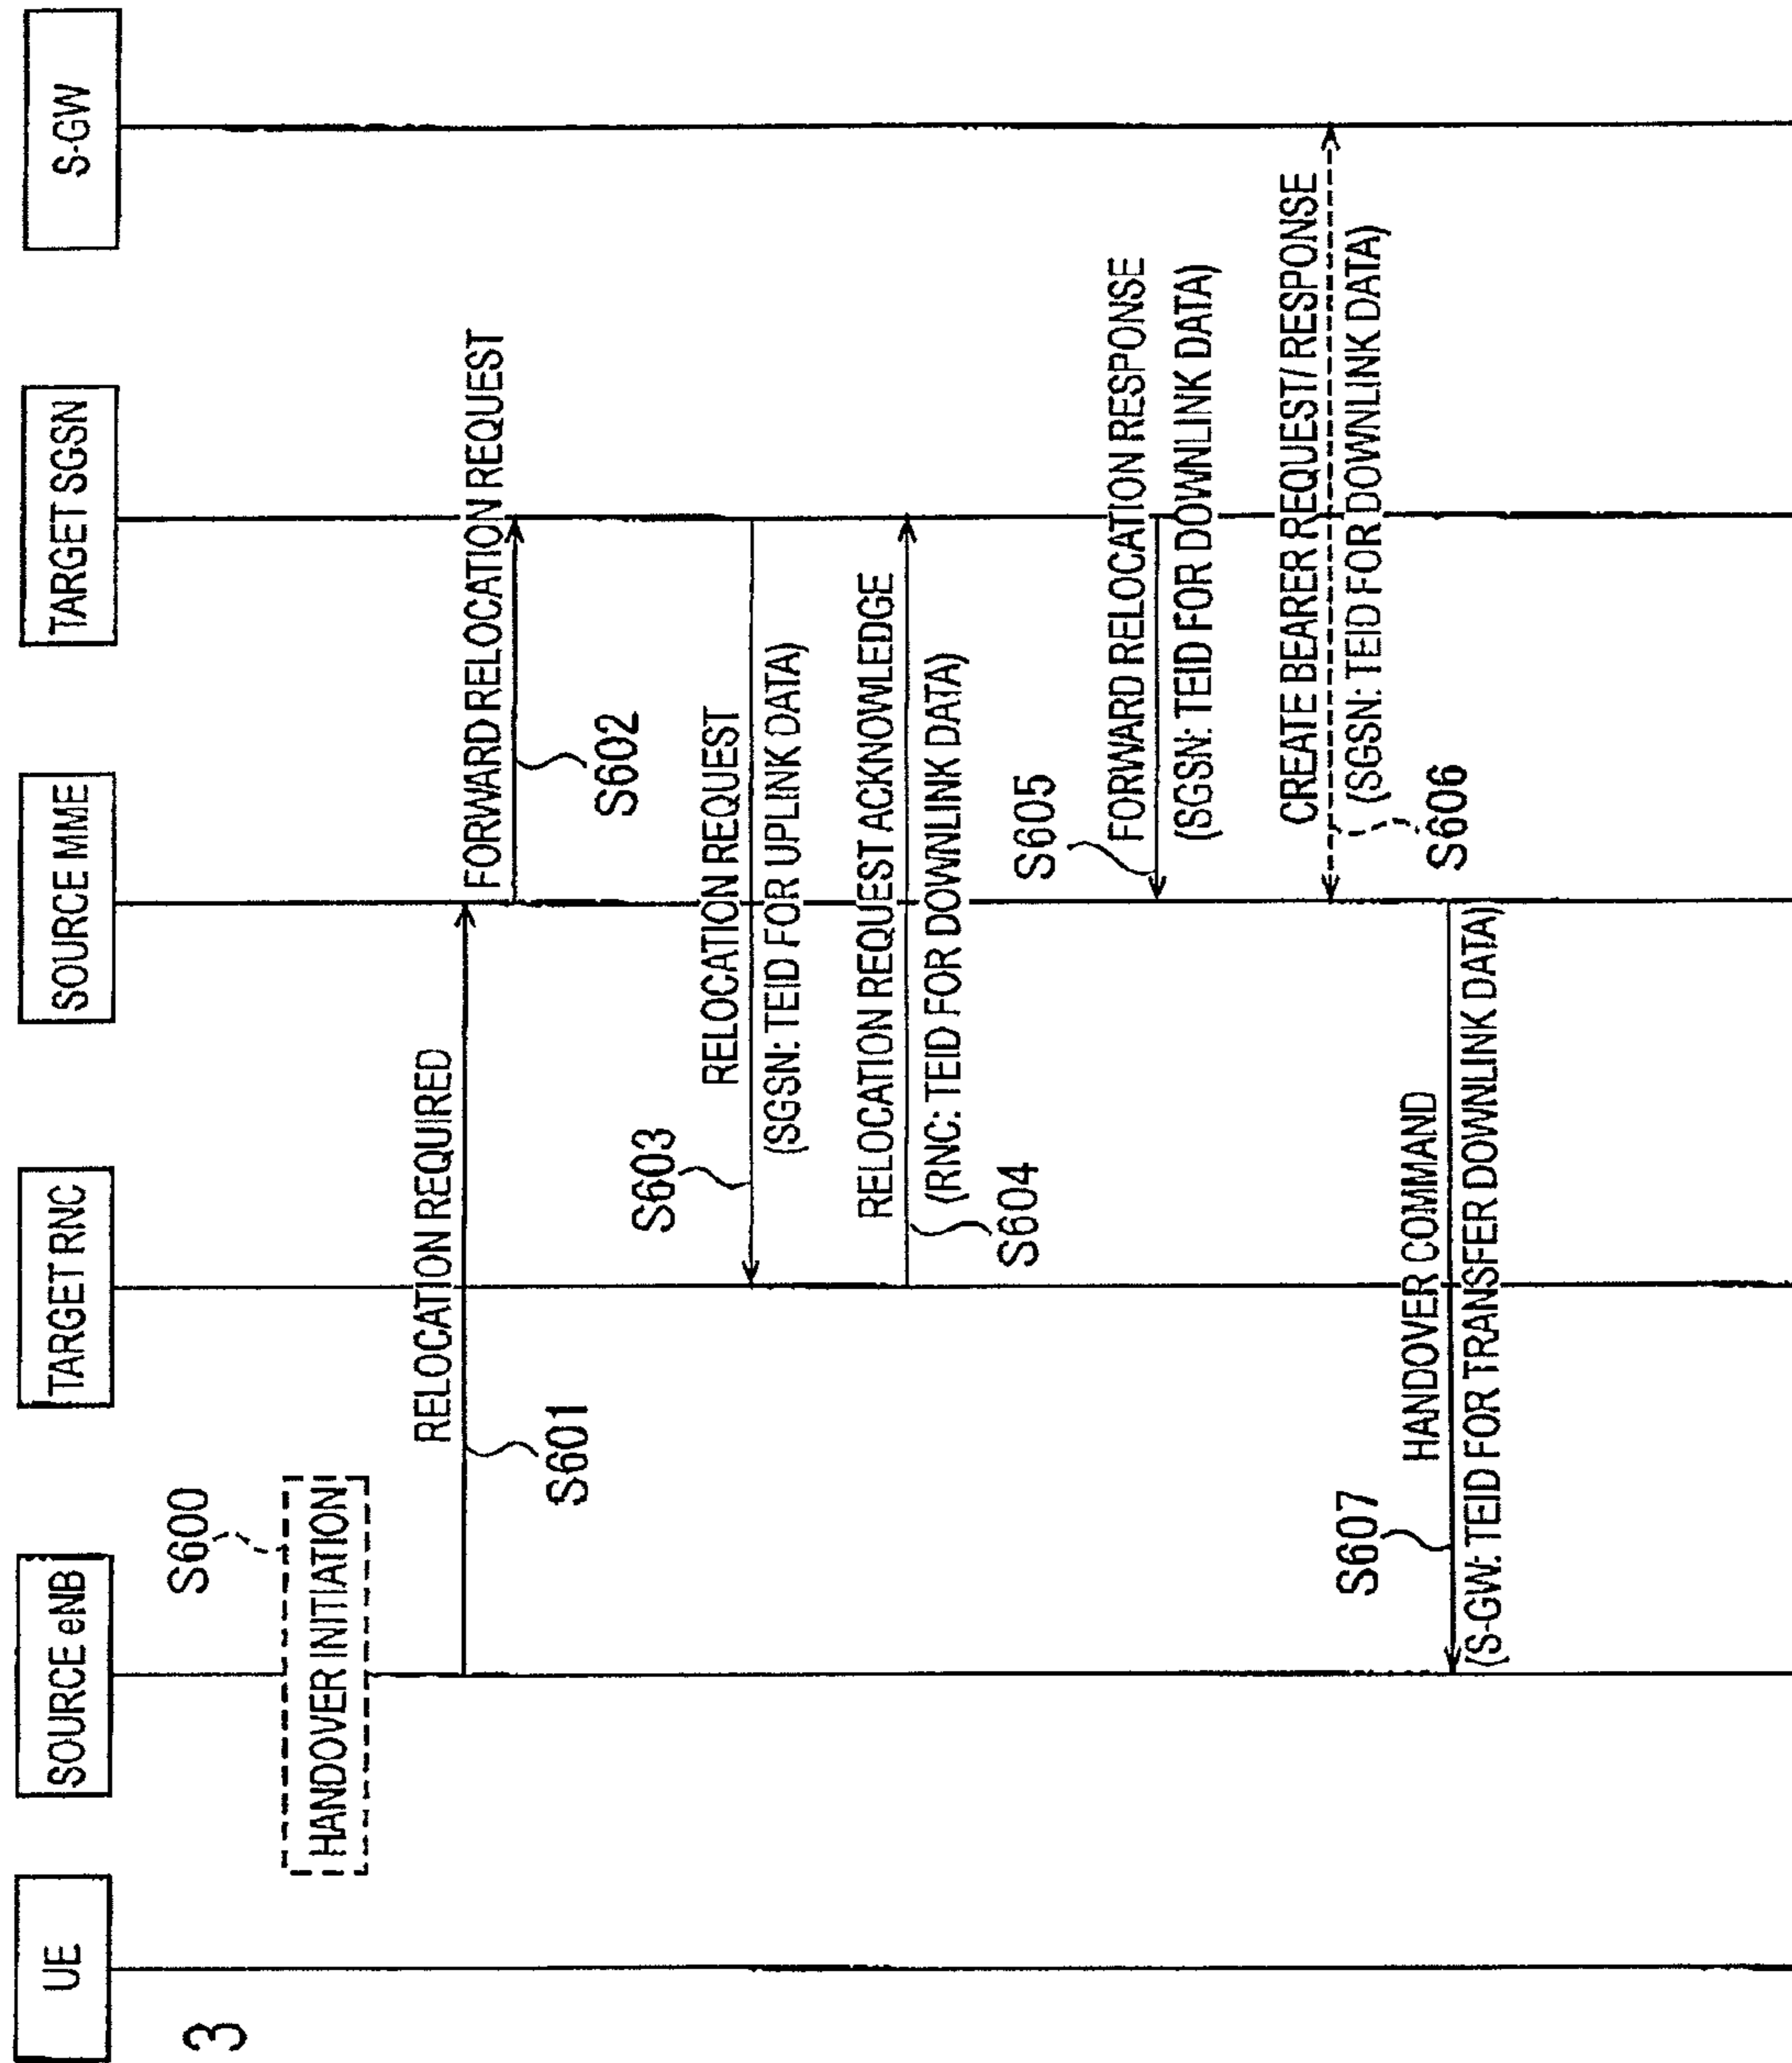 3
UE
SOURCE eNB
TARGET RNC
SOURCE MME
TARGET SGSN
S-GW
S600
HANDOVER INITIATION
RELOCATION REQUIRED
S601
FORWARD RELOCATION REQUEST
S602
RELOCATION REQUEST
S603
(SGSN: TEID FOR UPLINK DATA)
RELOCATION REQUEST ACKNOWLEDGE
(RNC: TEID FOR DOWNLINK DATA)
S604
S605
FORWARD RELOCATION RESPONSE
(SGSN: TEID FOR DOWNLINK DATA)
CREATE BEARER REQUEST/ RESPONSE
(SGSN: TEID FOR DOWNLINK DATA)
S606
S607
HANDOVER COMMAND
(S-GW: TEID FOR TRANSFER DOWNLINK DATA)